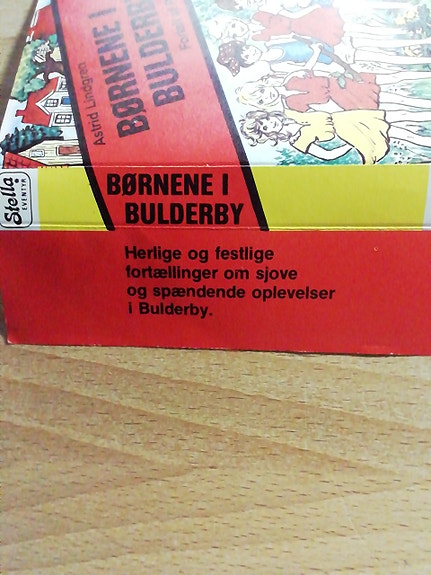 Astrid Lindgren
BØRNENE I
BULDERBY
Stella
EVENTYR
BØRNENE I
BULDERBY
Herlige og festlige
fortællinger om sjove
og spændende oplevelser
i Bulderby.